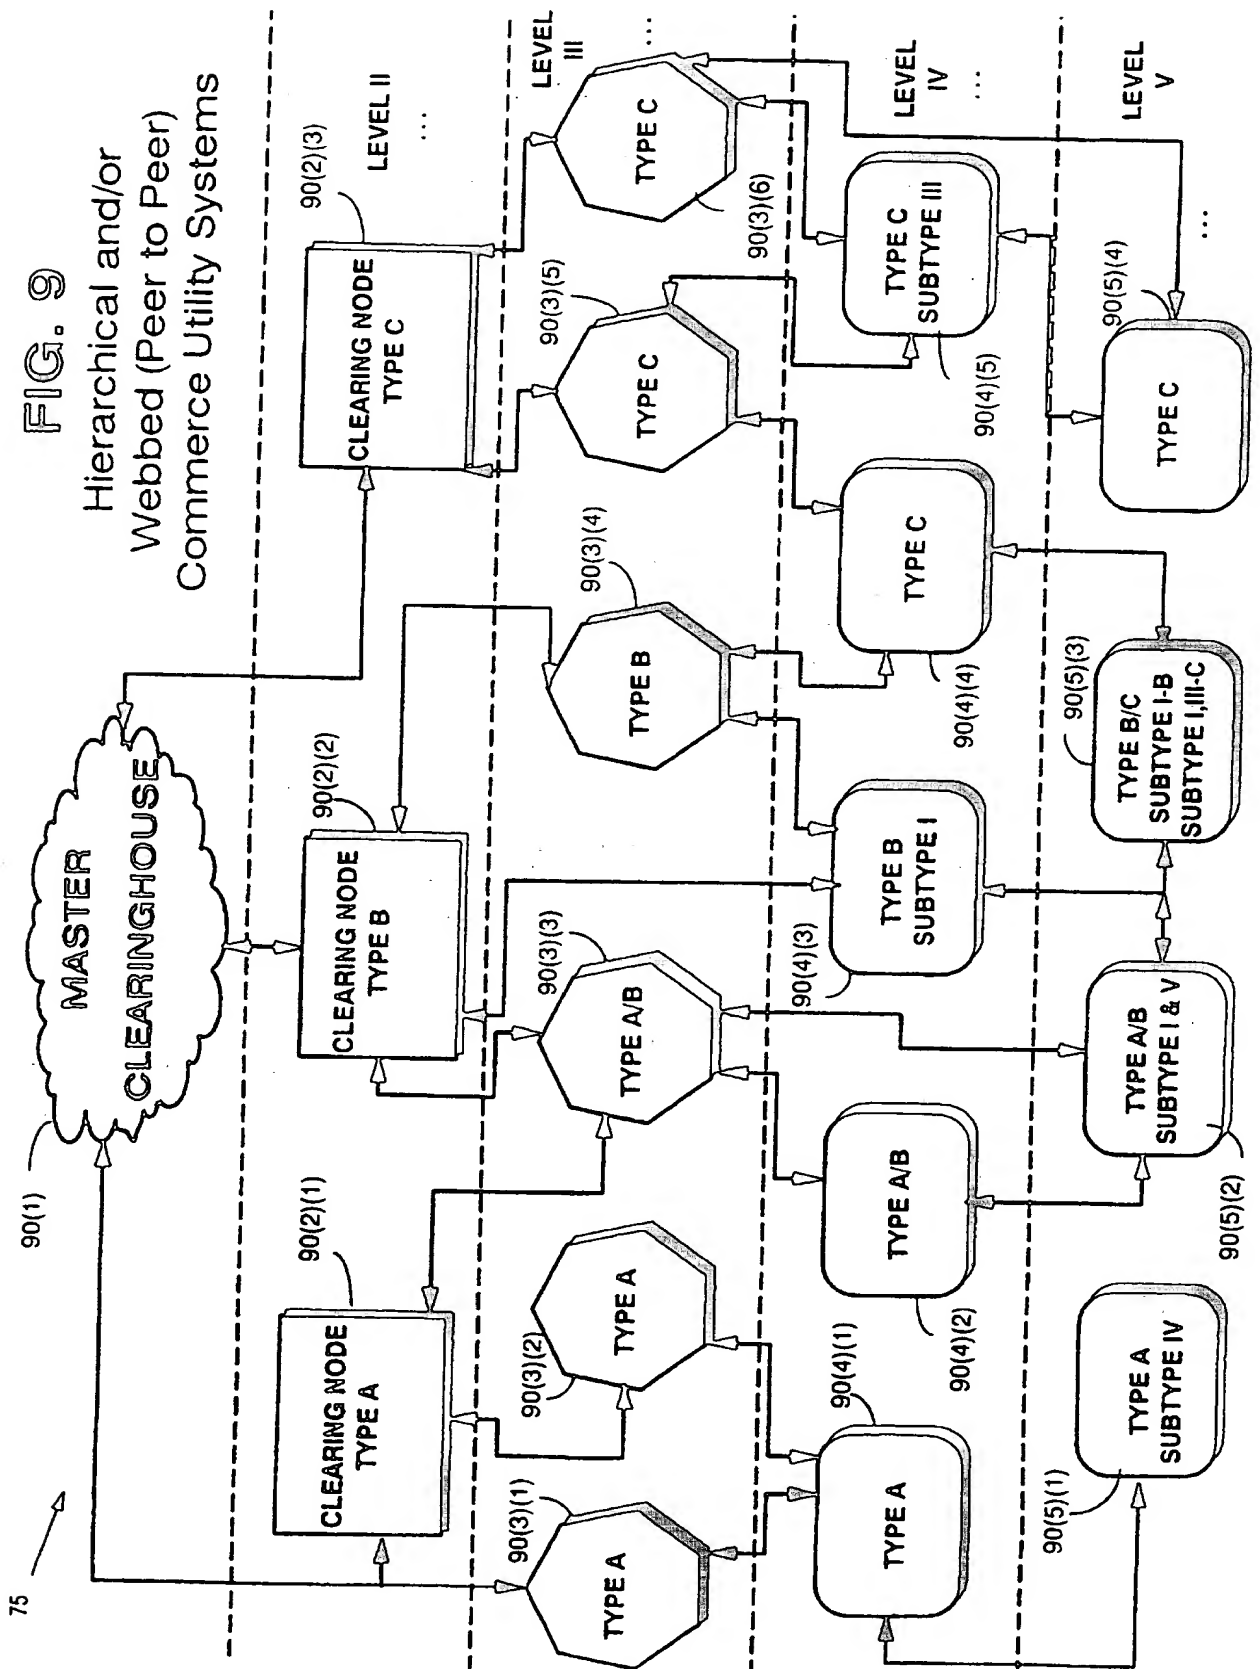 FIG. 9
Hierarchical and/or
Webbed (Peer to Peer)
Commerce Utility Systems
75
90(1)
MASTER
CLEARINGHOUSE
LEVEL II
...
90(2)(1)
CLEARING NODE
TYPE A
90(2)(2)
CLEARING NODE
TYPE B
90(2)(3)
CLEARING NODE
TYPE C
LEVEL
III
...
90(3)(1)
TYPE A
90(3)(2)
TYPE A
90(3)(3)
TYPE A/B
90(3)(4)
TYPE B
90(3)(5)
TYPE C
90(3)(6)
TYPE C
LEVEL
IV
...
90(4)(1)
TYPE A
90(4)(2)
TYPE A/B
90(4)(3)
TYPE B
SUBTYPE I
90(4)(4)
TYPE C
90(4)(5)
TYPE C
SUBTYPE III
LEVEL
V
...
90(5)(1)
TYPE A
SUBTYPE IV
90(5)(2)
TYPE A/B
SUBTYPE I & V
90(5)(3)
TYPE B/C
SUBTYPE I-B
SUBTYPE I,III-C
90(5)(4)
TYPE C